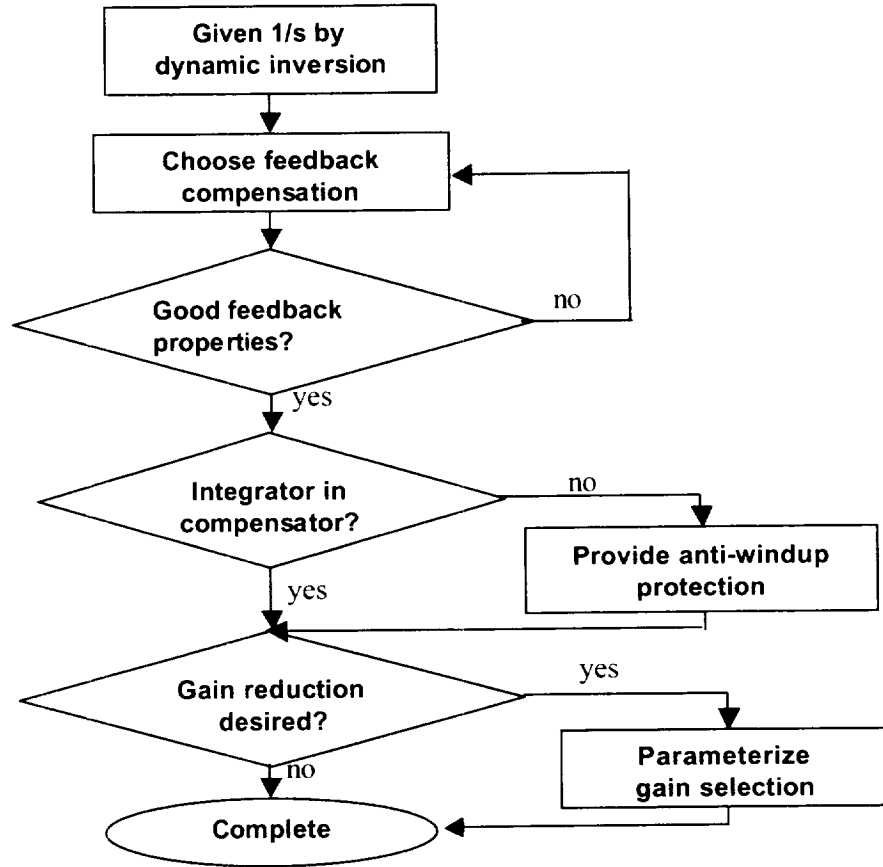 Given 1/s by
dynamic inversion
Choose feedback
compensation
Good feedback
properties?
no
yes
Integrator in
compensator?
no
Provide anti-windup
protection
yes
Gain reduction
desired?
yes
Parameterize
gain selection
no
Complete